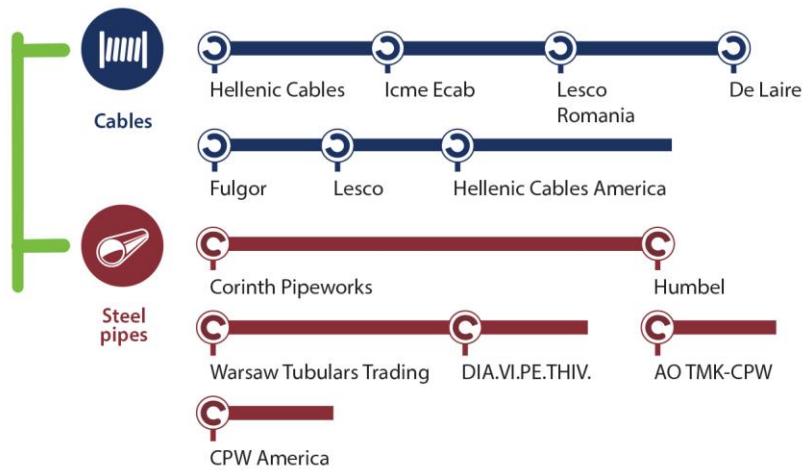 Cables
Hellenic Cables
Icme Ecab
Lesco
Romania
De Laire
Fulgor
Lesco
Hellenic Cables America
Steel
pipes
Corinth Pipeworks
Humbel
Warsaw Tubulars Trading
DIA.VI.PE.THIV.
AO TMK-CPW
CPW America